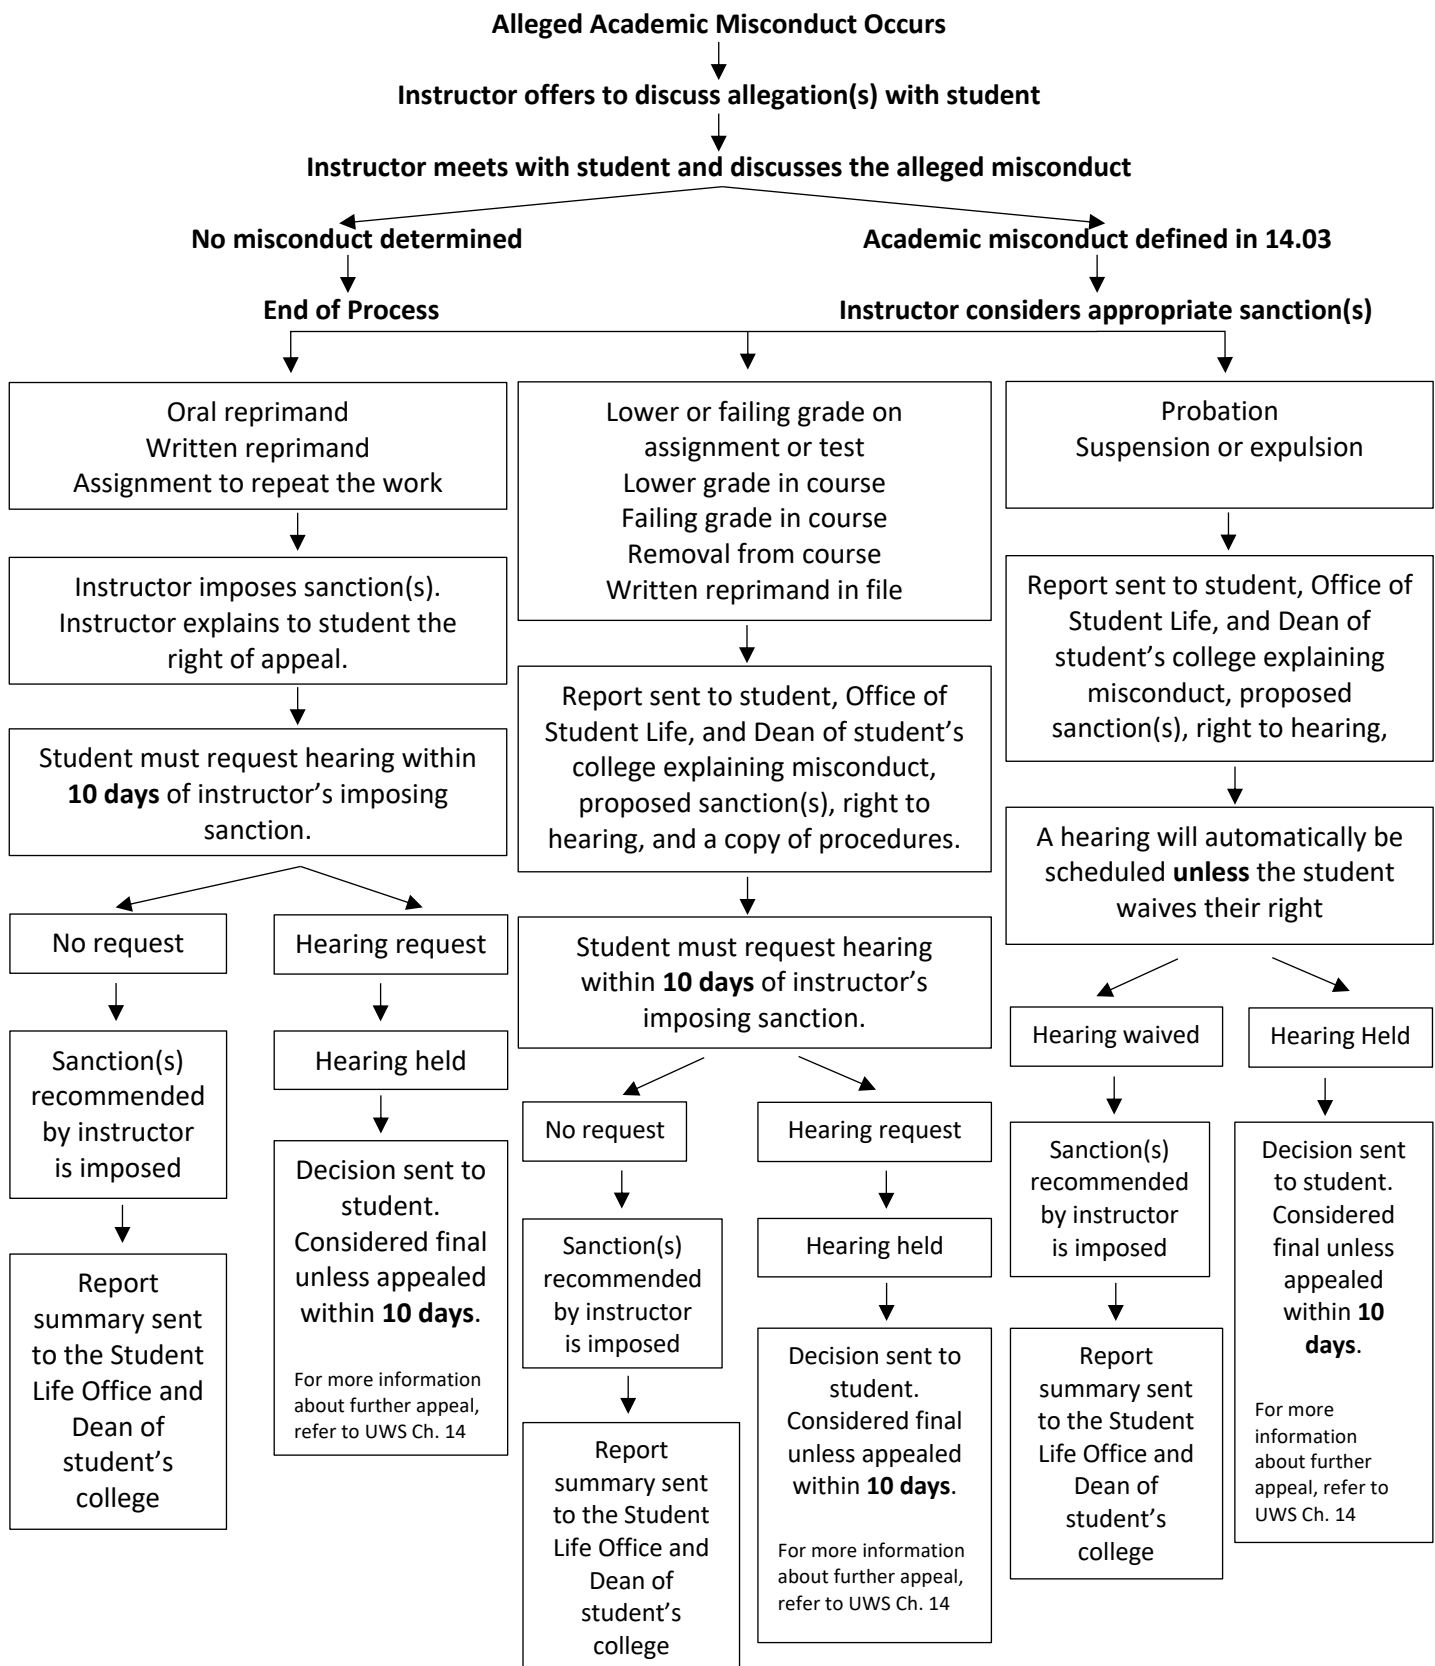 Alleged Academic Misconduct Occurs
Instructor offers to discuss allegation(s) with student
Instructor meets with student and discusses the alleged misconduct
No misconduct determined
Academic misconduct defined in 14.03
End of Process
Instructor considers appropriate sanction(s)
Oral reprimand
Written reprimand
Assignment to repeat the work
Instructor imposes sanction(s).
Instructor explains to student the
right of appeal.
Student must request hearing within
10 days of instructor’s imposing
sanction.
No request
Sanction(s)
recommended
by instructor
is imposed
Report
summary sent
to the Student
Life Office and
Dean of
student’s
college
Hearing request
Hearing held
Decision sent to
student.
Considered final
unless appealed
within 10 days.
For more information
about further appeal,
refer to UWS Ch. 14
Lower or failing grade on
assignment or test
Lower grade in course
Failing grade in course
Removal from course
Written reprimand in file
Report sent to student, Office of
Student Life, and Dean of student’s
college explaining misconduct,
proposed sanction(s), right to
hearing, and a copy of procedures.
Student must request hearing
within 10 days of instructor’s
imposing sanction.
No request
Sanction(s)
recommended
by instructor
is imposed
Report
summary sent
to the Student
Life Office and
Dean of
student’s
college
Hearing request
Hearing held
Decision sent to
student.
Considered final
unless appealed
within 10 days.
For more information
about further appeal,
refer to UWS Ch. 14
Probation
Suspension or expulsion
Report sent to student, Office of
Student Life, and Dean of
student’s college explaining
misconduct, proposed
sanction(s), right to hearing,
A hearing will automatically be
scheduled unless the student
waives their right
Hearing waived
Sanction(s)
recommended
by instructor
is imposed
Report
summary sent
to the Student
Life Office and
Dean of
student’s
college
Hearing Held
Decision sent
to student.
Considered
final unless
appealed
within 10
days.
For more
information
about further
appeal, refer to
UWS Ch. 14